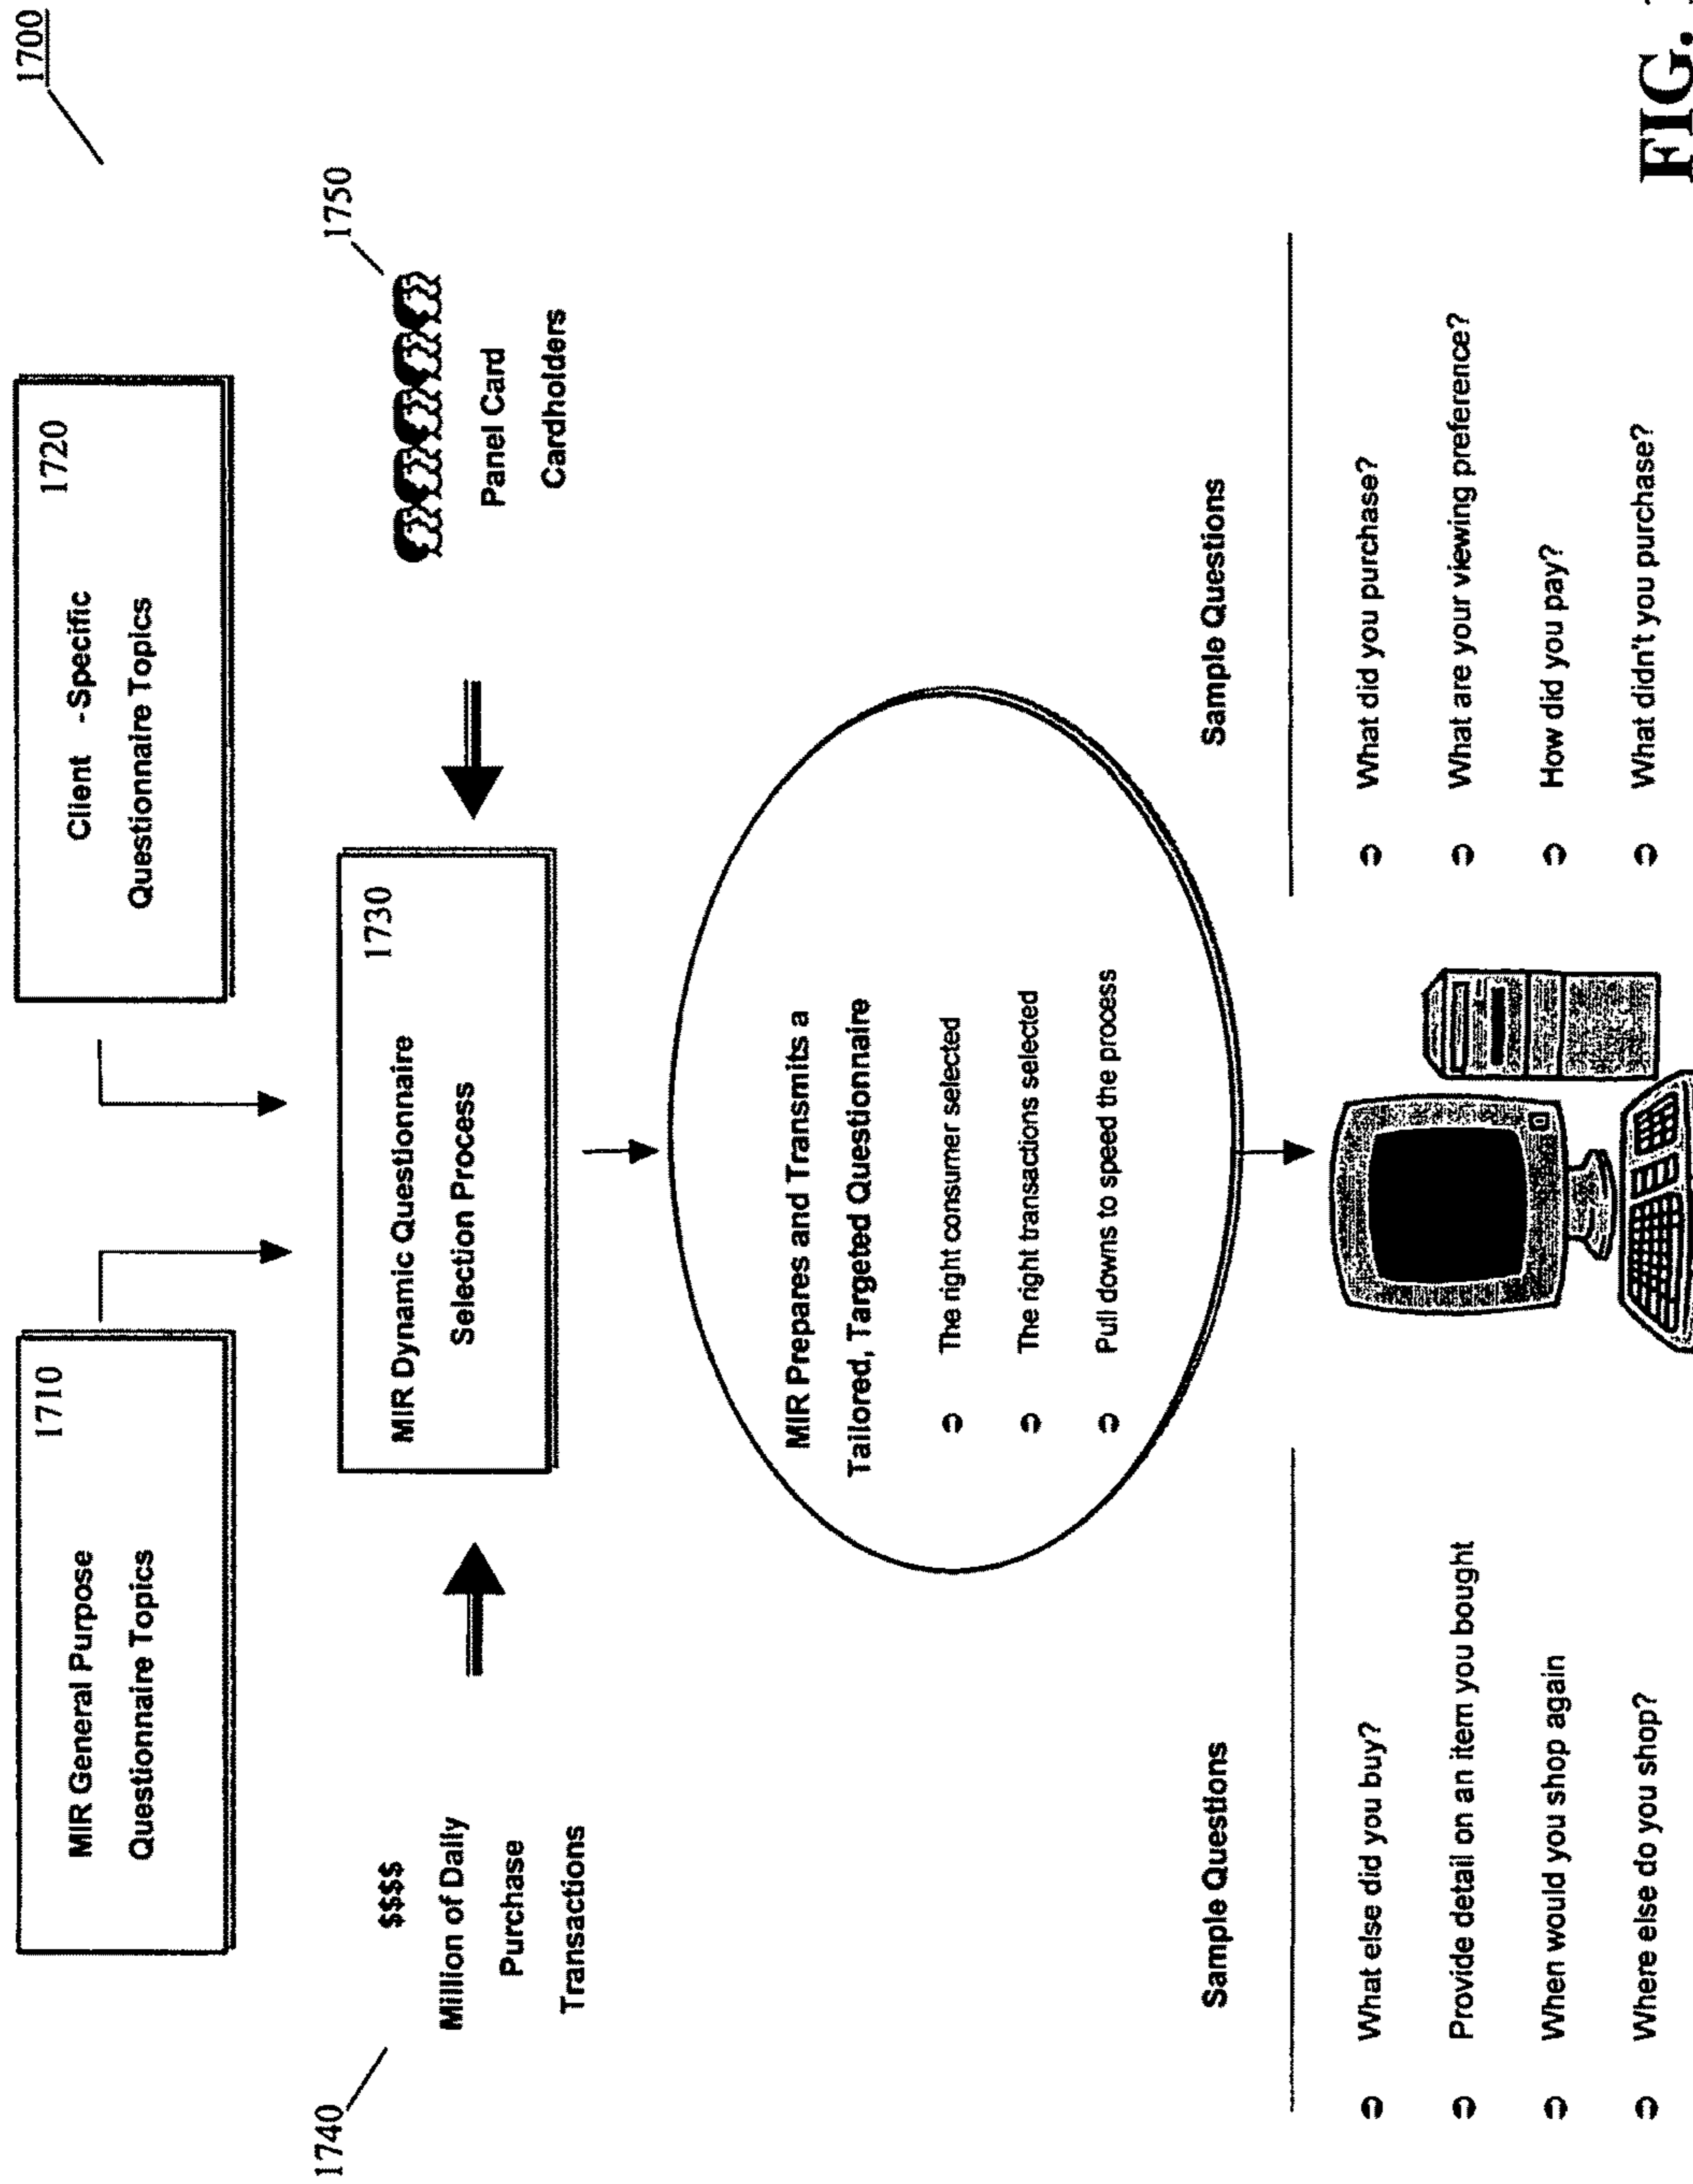 1700
1710
MIR General Purpose
Questionnaire Topics
1720
Client -Specific
Questionnaire Topics
1740
$$$$
Million of Daily
Purchase
Transactions
1730
MIR Dynamic Questionnaire
Selection Process
1750
Panel Card
Cardholders
MIR Prepares and Transmits a
Tailored, Targeted Questionnaire
The right consumer selected
The right transactions selected
Pull downs to speed the process
Sample Questions
What else did you buy?
Provide detail on an item you bought
When would you shop again
Where else do you shop?
Sample Questions
What did you purchase?
What are your viewing preference?
How did you pay?
What didn't you purchase?
FIG.